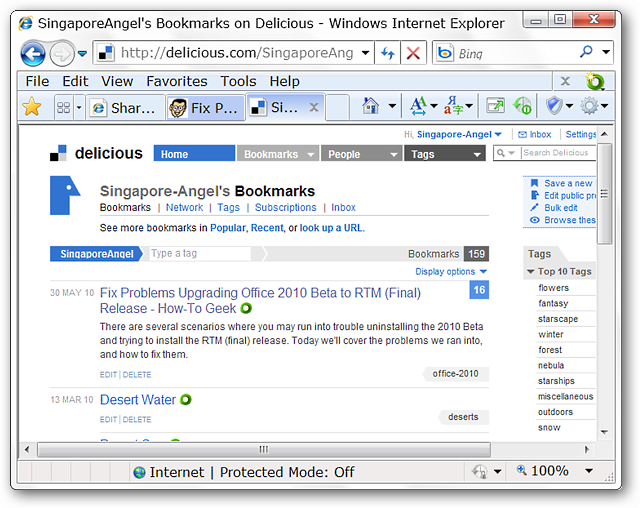 SingaporeAngel's Bookmarks on Delicious - Windows Internet Explorer
http://delicious.com/SingaporeAng
Bing
File Edit View Favorites Tools Help
Shar... Fix P... Si...
Hi, Singapore-Angel Inbox Settings
delicious Home Bookmarks People Tags Search Delicious
Singapore-Angel's Bookmarks
Bookmarks | Network | Tags | Subscriptions | Inbox
See more bookmarks in Popular, Recent, or look up a URL.
Save a new
Edit public pro
Bulk edit
Browse thes
SingaporeAngel Type a tag Bookmarks 159
Display options
30 MAY 10 Fix Problems Upgrading Office 2010 Beta to RTM (Final)
Release - How-To Geek
16
There are several scenarios where you may run into trouble uninstalling the 2010 Beta
and trying to install the RTM (final) release. Today we'll cover the problems we ran into,
and how to fix them.
EDIT | DELETE
office-2010
13 MAR 10 Desert Water
EDIT | DELETE
deserts
Tags
Top 10 Tags
flowers
fantasy
starscape
winter
forest
nebula
starships
miscellaneous
outdoors
snow
Internet | Protected Mode: Off
100%